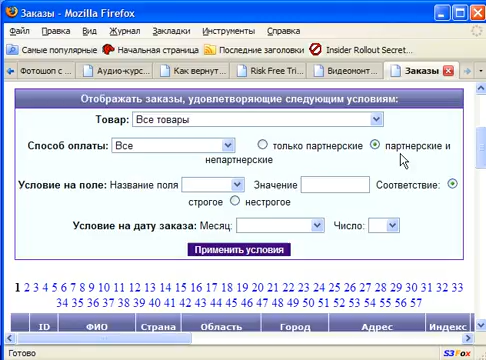 Заказы - Mozilla Firefox
Файл Правка Вид Журнал Закладки Инструменты Справка
Самые популярные Начальная страница Последние заголовки Insider Rollout Secret...
Фотошоп с ... Аудио-курс... Как вернут... Risk Free Tri... Видеомонт... Заказы
Отображать заказы, удовлетворяющие следующим условиям:
Товар: Все товары
Способ оплаты: Все только партнерские партнерские и
непартнерские
Условие на поле: Название поля Значение Соответствие:
строгое нестрогое
Условие на дату заказа: Месяц: Число:
Применить условия
1 2 3 4 5 6 7 8 9 10 11 12 13 14 15 16 17 18 19 20 21 22 23 24 25 26 27 28 29 30 31 32 33
34 35 36 37 38 39 40 41 42 43 44 45 46 47 48 49 50 51 52 53 54 55 56 57
ID ФИО Страна Область Город Адрес Индекс
Готово S3Fox